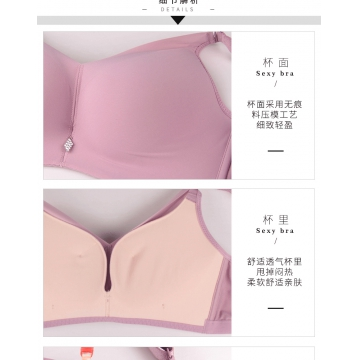 细节解析
— DETAILS —
杯面
Sexy bra
/
杯面采用无痕
料压模工艺
细致轻盈
杯里
Sexy bra
/
舒适透气杯里
甩掉闷热
柔软舒适亲肤